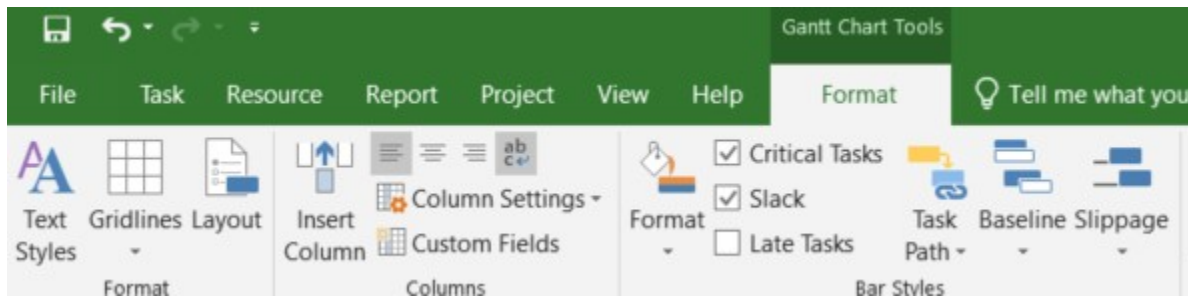 Gantt Chart Tools
File Task Resource Report Project View Help Format Tell me what you
Text Styles
Gridlines
Layout
Format
Insert Column
ab
c
Column Settings
Custom Fields
Columns
Format
Critical Tasks
Slack
Late Tasks
Task Path
Baseline
Slippage
Bar Styles